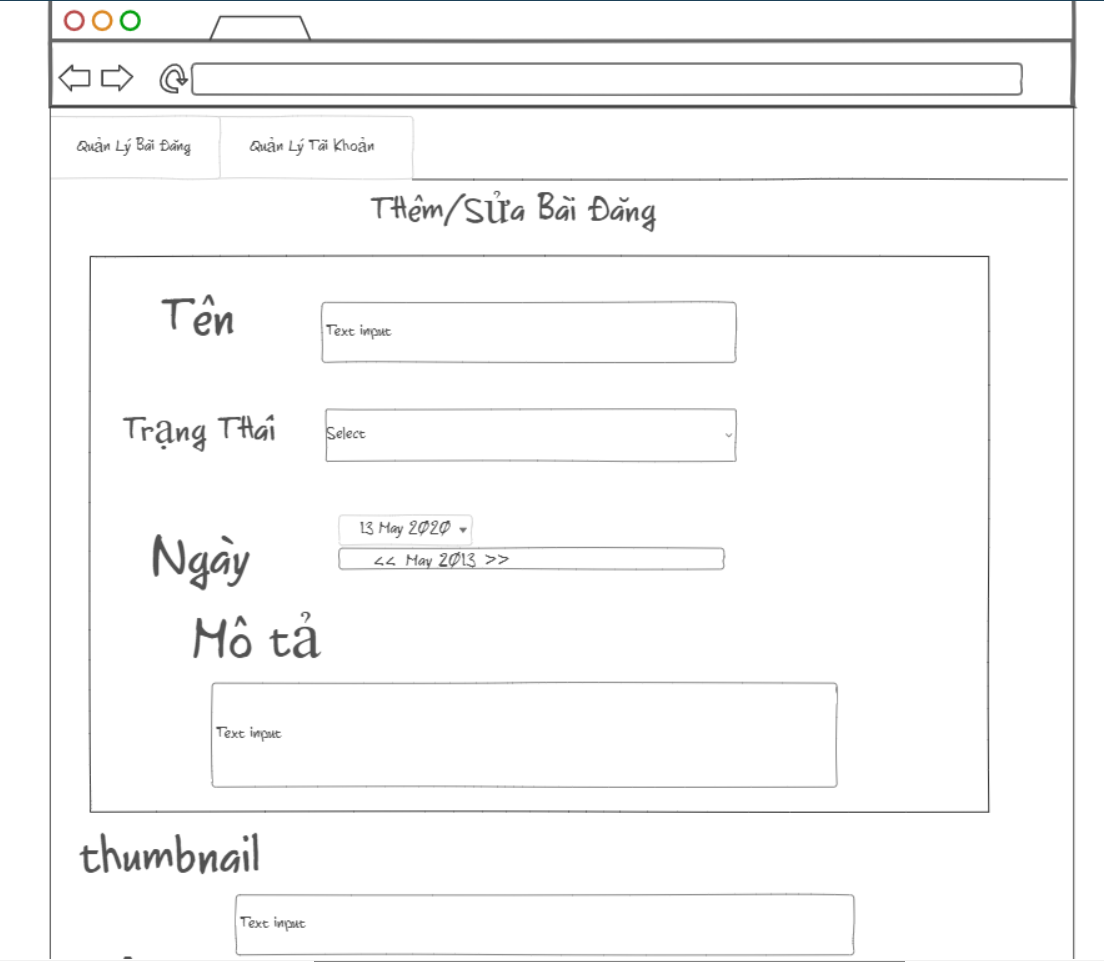 Quản Lý Bài Đăng
Quản Lý Tài Khoản
Thêm/Sửa Bài Đăng
Tên
Text input
Trạng Thái
Select
13 May 2020
Ngày
<< May 2013 >>
Mô tả
Text input
thumbnail
Text input